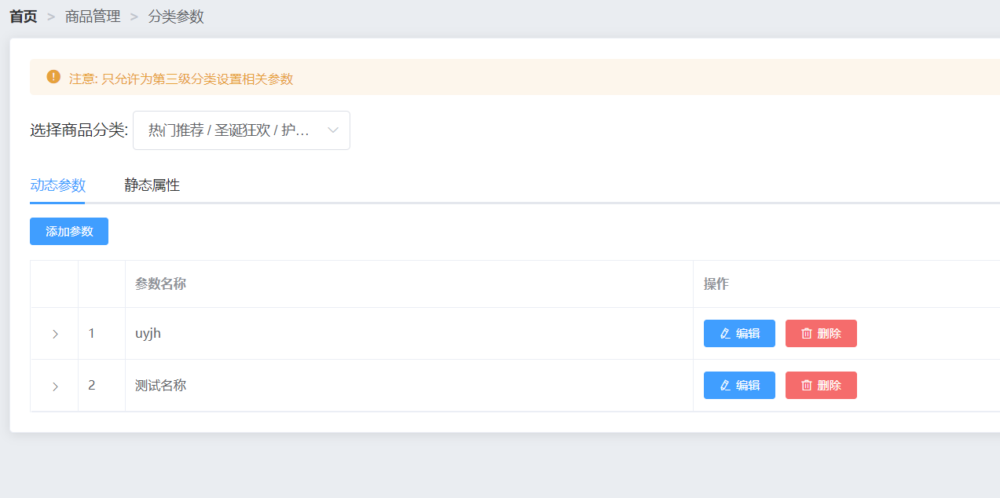 首页 > 商品管理 > 分类参数
注意: 只允许为第三级分类设置相关参数
选择商品分类: 热门推荐 / 圣诞狂欢 / 护...
动态参数 静态属性
添加参数
参数名称 操作
1 uyjh 编辑 删除
2 测试名称 编辑 删除